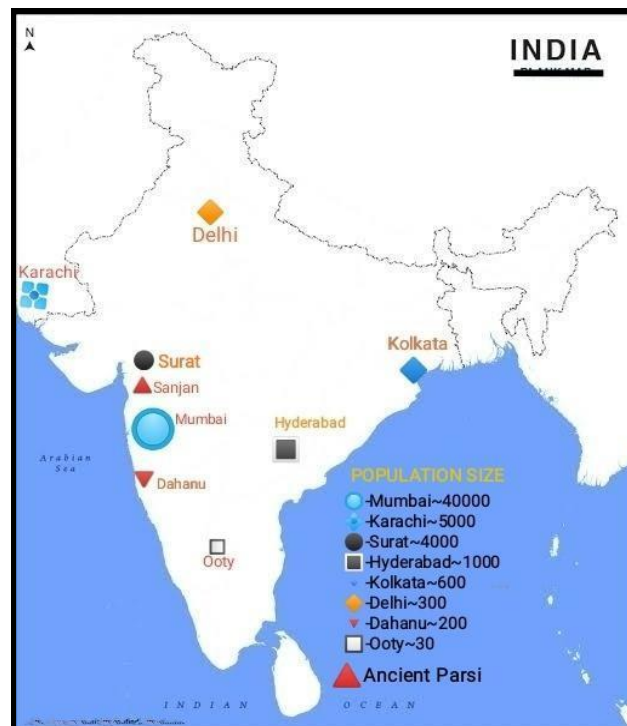 N
INDIA
Delhi
Karachi
Kolkata
Surat
Sanjan
Mumbai
Hyderabad
Arabian
Sea
Dahanu
POPULATION SIZE
-Mumbai~40000
-Karachi~5000
-Surat~4000
-Hyderabad~1000
-Kolkata~600
-Delhi~300
-Dahanu~200
-Ooty~30
Ooty
Ancient Parsi
INDIAN OCEAN